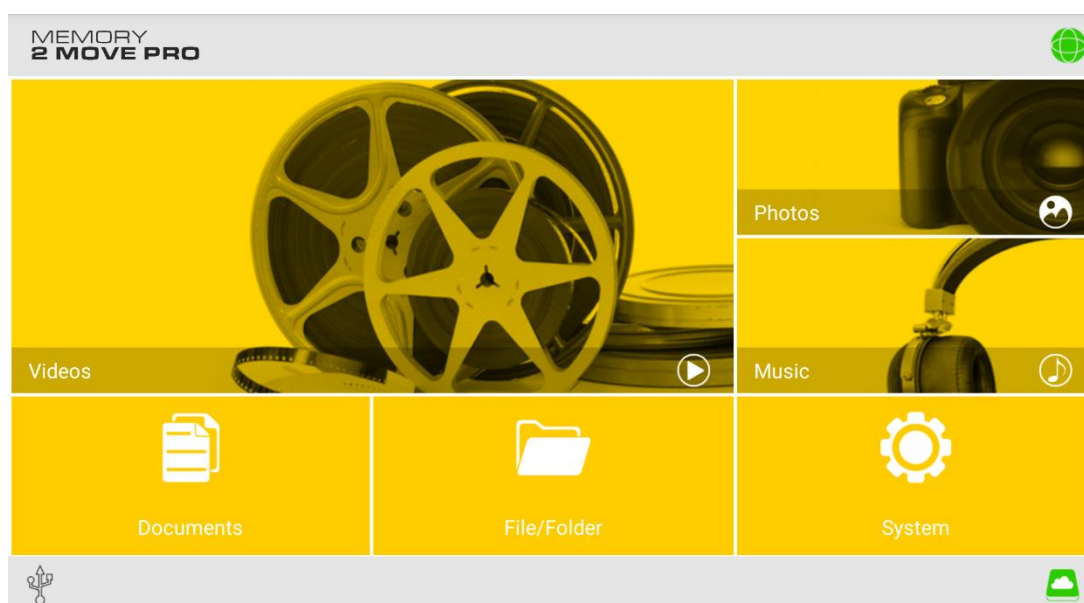 MEMORY
2 MOVE PRO
Photos
Videos
Music
Documents
File/Folder
System